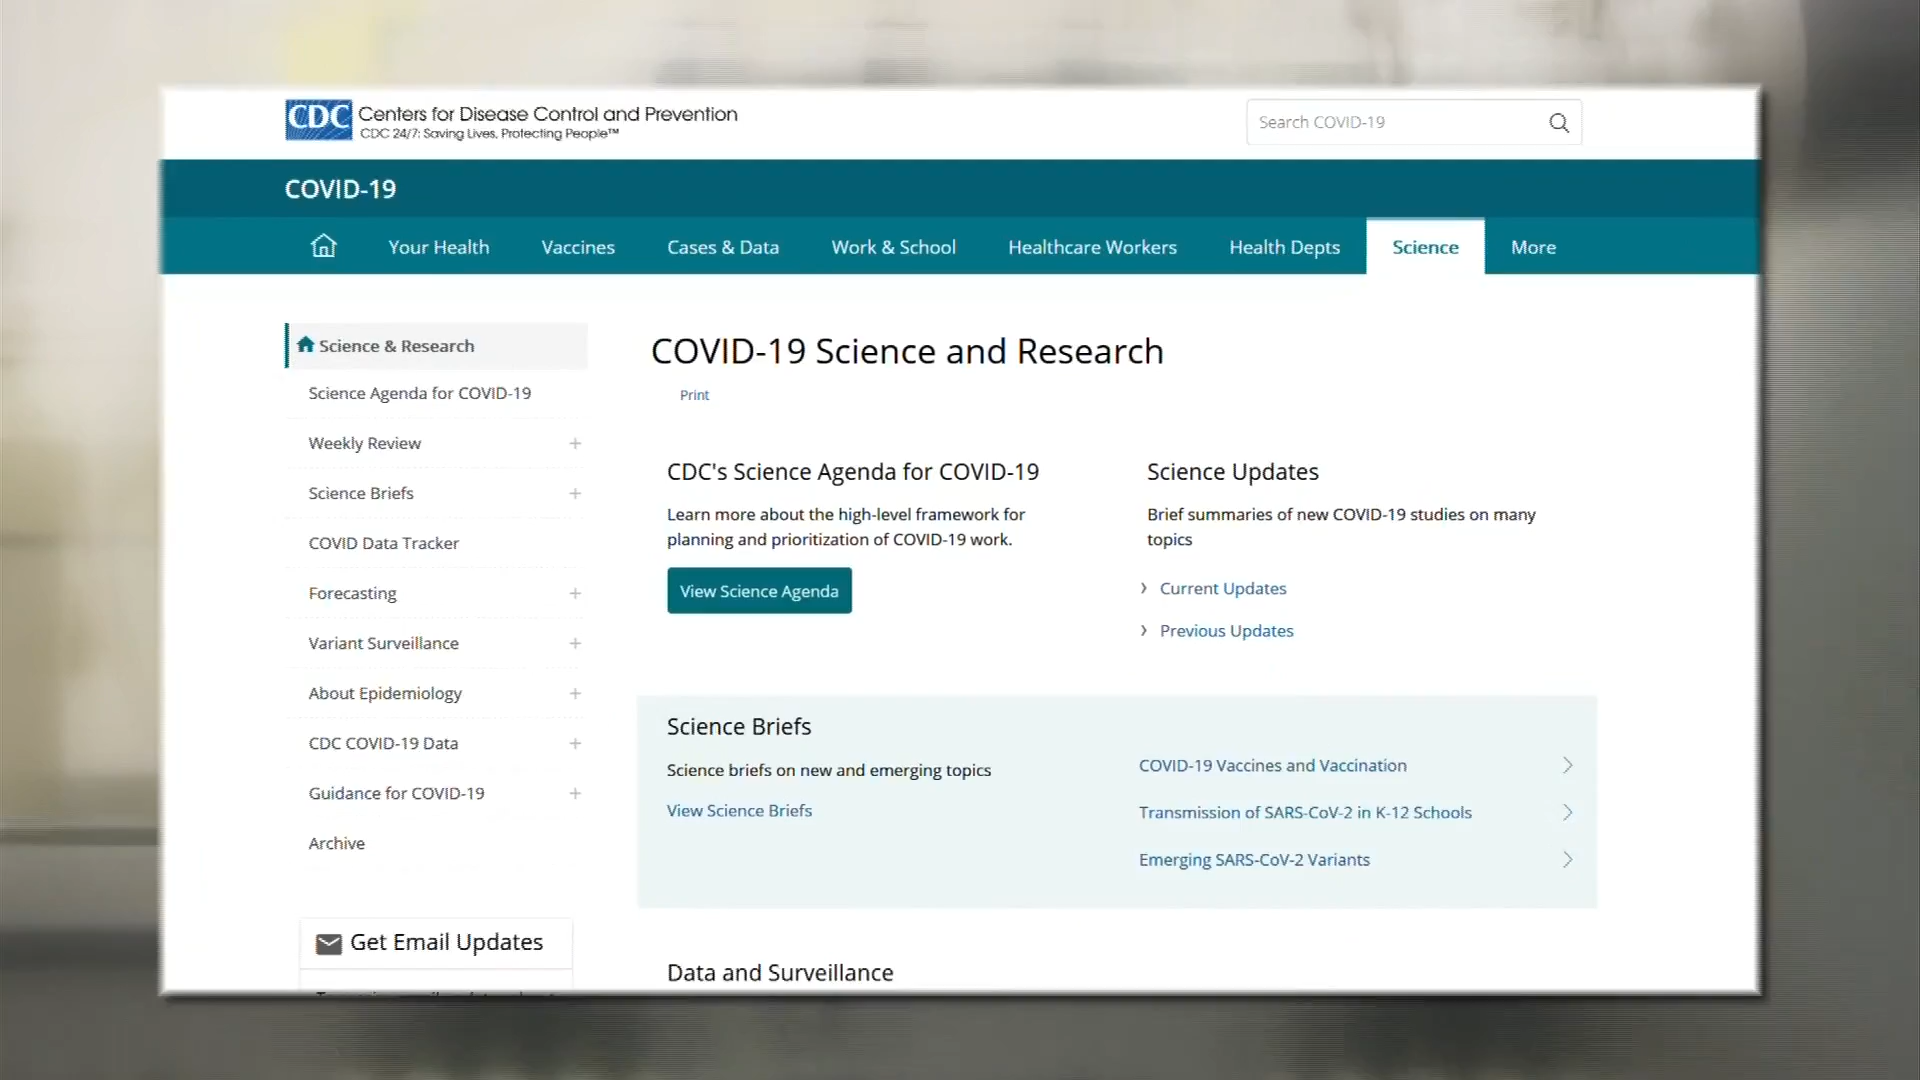 CDC Centers for Disease Control and Prevention
CDC 24/7: Saving Lives, Protecting People™
Search COVID-19
COVID-19
Your Health Vaccines Cases & Data Work & School Healthcare Workers Health Depts Science More
Science & Research
Science Agenda for COVID-19
Weekly Review
Science Briefs
COVID Data Tracker
Forecasting
Variant Surveillance
About Epidemiology
CDC COVID-19 Data
Guidance for COVID-19
Archive
Get Email Updates
COVID-19 Science and Research
Print
CDC's Science Agenda for COVID-19
Learn more about the high-level framework for
planning and prioritization of COVID-19 work.
View Science Agenda
Science Updates
Brief summaries of new COVID-19 studies on many
topics
Current Updates
Previous Updates
Science Briefs
Science briefs on new and emerging topics
View Science Briefs
COVID-19 Vaccines and Vaccination
Transmission of SARS-CoV-2 in K-12 Schools
Emerging SARS-CoV-2 Variants
Data and Surveillance